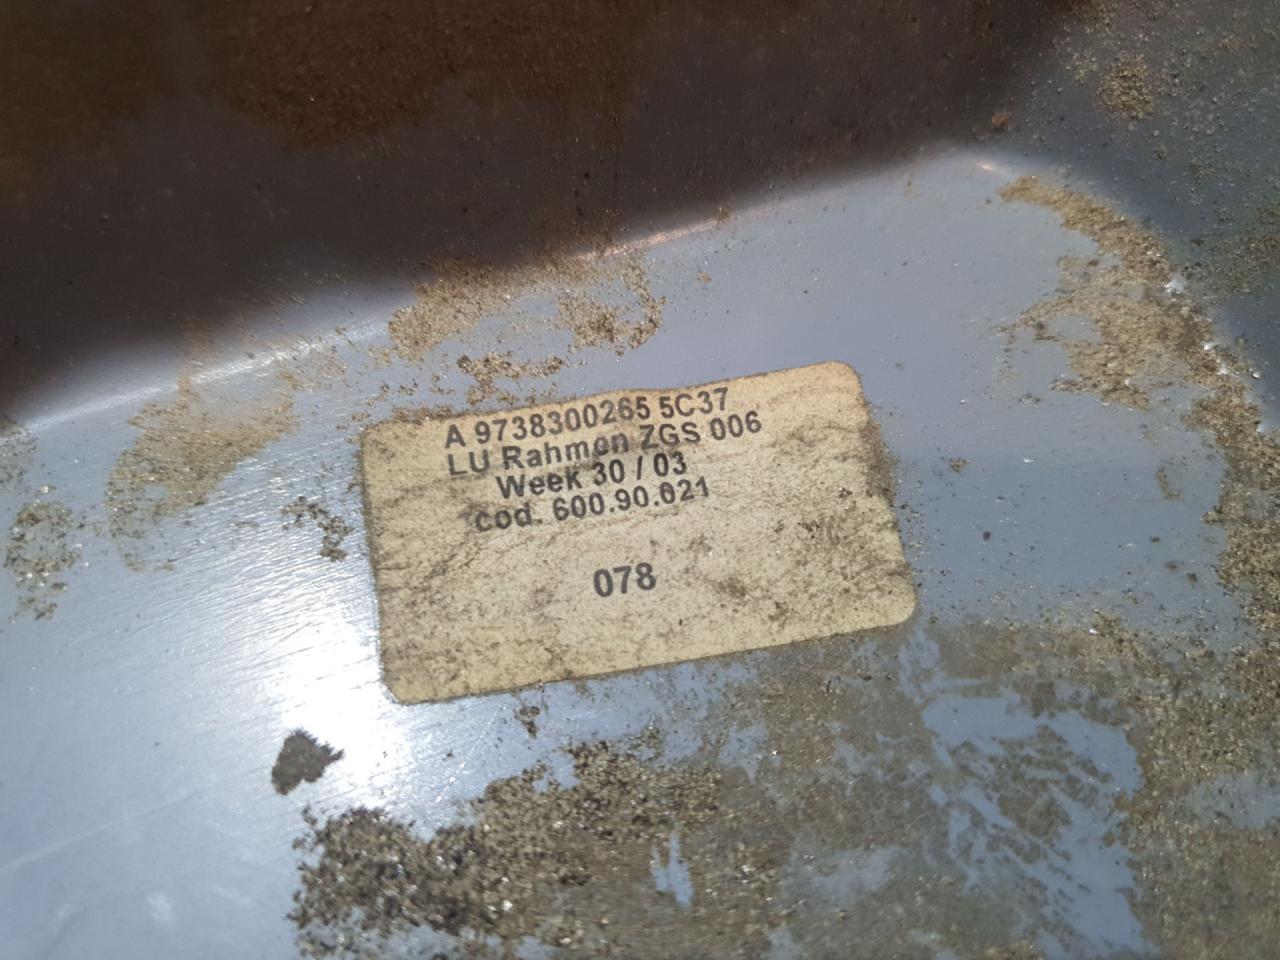 A 9738300265 5C37
LU Rahmen ZGS 006
Week 30 / 03
cod. 600.90.021
078